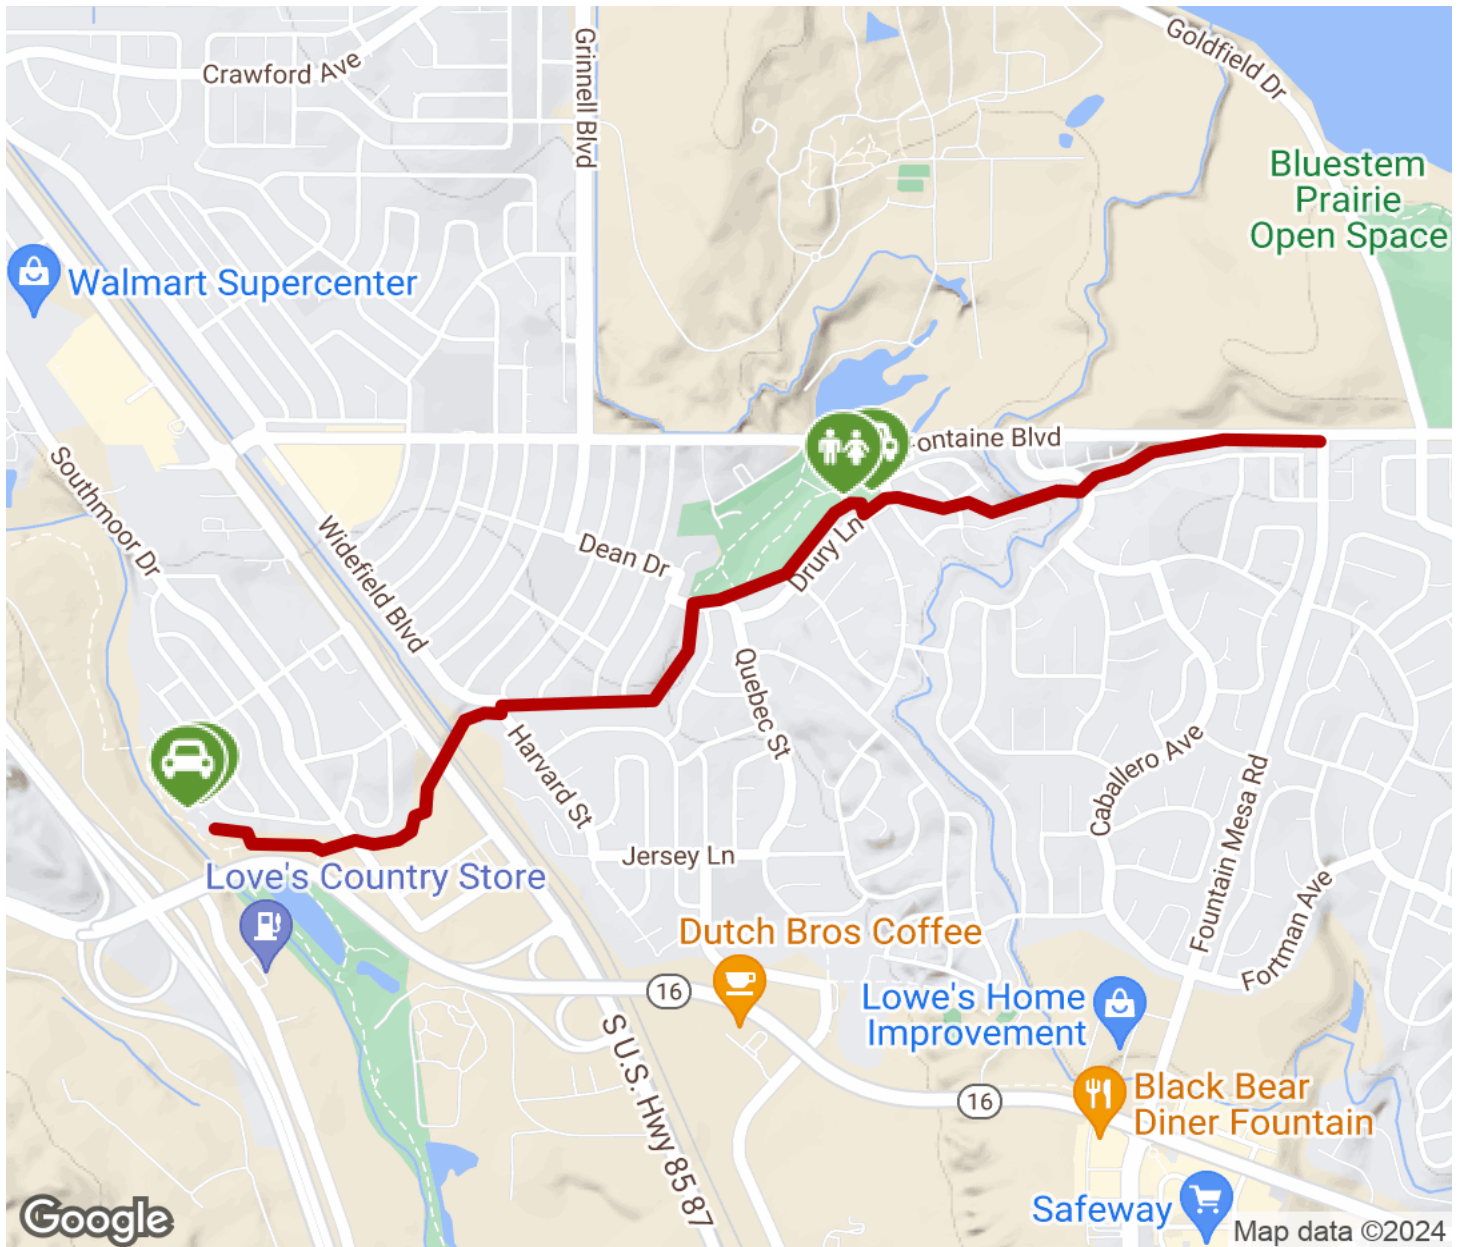 Crawford Ave
Grinnell Blvd
Goldfield Dr
Bluestem
Prairie
Open Space
Walmart Supercenter
ontaine Blvd
Southmoor Dr
Widefield Blvd
Dean Dr
Drury Ln
Quebec St
Harvard St
Caballero Ave
Fountain Mesa Rd
Jersey Ln
Love's Country Store
Fortman Ave
Dutch Bros Coffee
16
Lowe's Home
Improvement
S U.S. Hwy 85 87
16
Black Bear
Diner Fountain
Safeway
Google
Map data ©2024